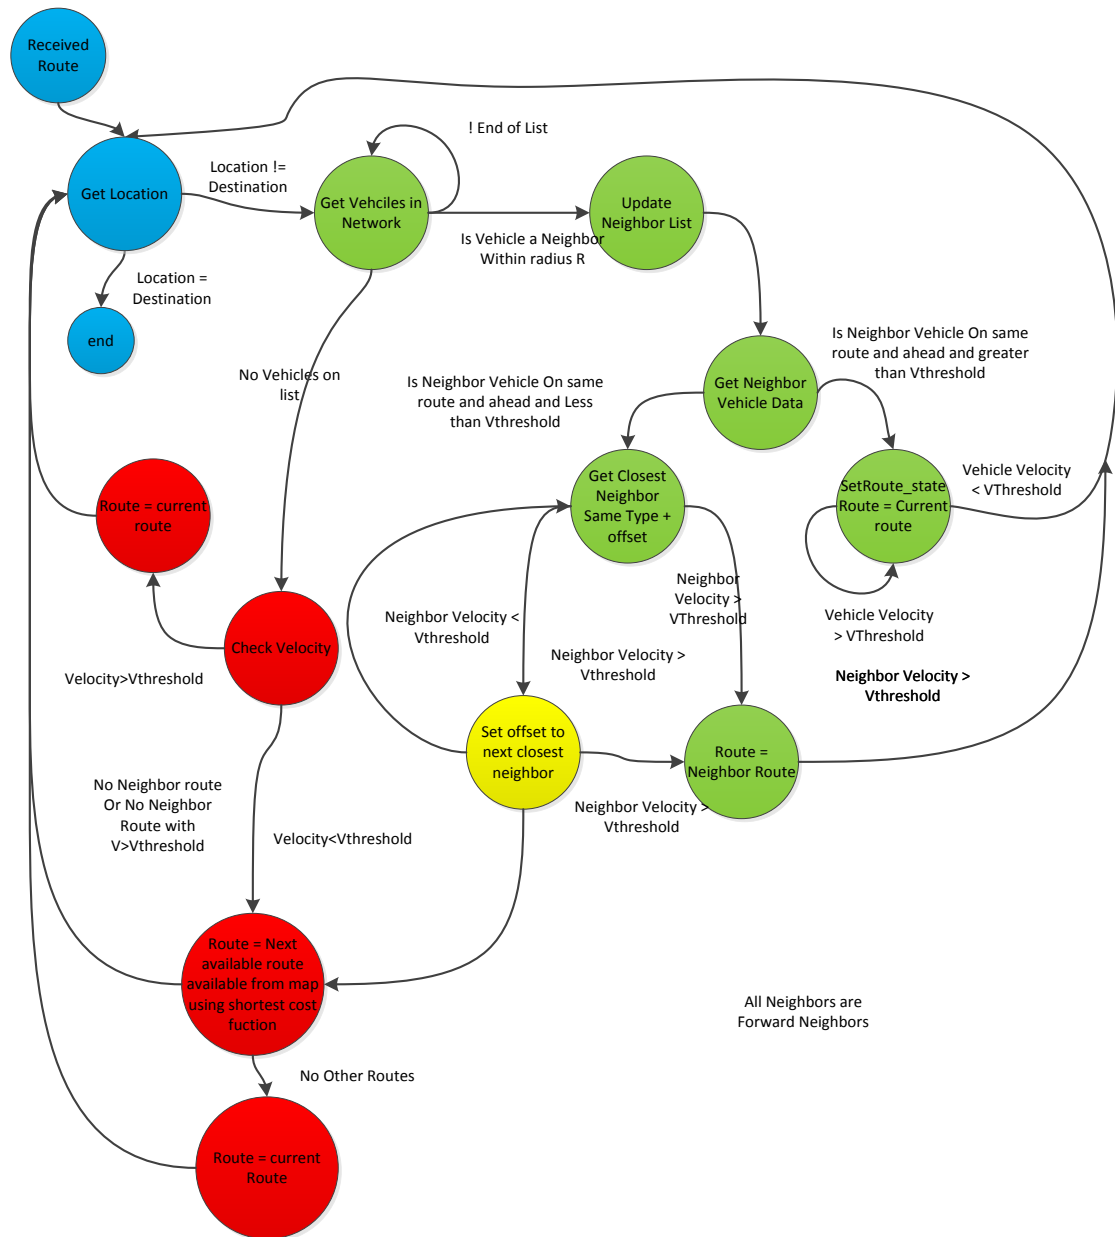 Received
Route
! End of List
Location !=
Destination
Get Location
Get Vehciles in
Network
Update
Neighbor List
Is Vehicle a Neighbor
Within radius R
Location =
Destination
end
Is Neighbor Vehicle On same
route and ahead and greater
than Vthreshold
No Vehicles on
list
Is Neighbor Vehicle On same
route and ahead and Less
than Vthreshold
Get Neighbor
Vehicle Data
Get Closest
Neighbor
Same Type +
offset
SetRoute_state
Route = Current
route
Vehicle Velocity
< VThreshold
Route = current
route
Neighbor
Velocity >
VThreshold
Neighbor Velocity <
Vthreshold
Vehicle Velocity
> VThreshold
Check Velocity
Neighbor Velocity >
Vthreshold
Neighbor Velocity >
Vthreshold
Velocity>Vthreshold
Set offset to
next closest
neighbor
Route =
Neighbor Route
No Neighbor route
Or No Neighbor
Route with
V>Vthreshold
Velocity<Vthreshold
Neighbor Velocity >
Vthreshold
Route = Next
available route
available from map
using shortest cost
fuction
All Neighbors are
Forward Neighbors
No Other Routes
Route = current
Route